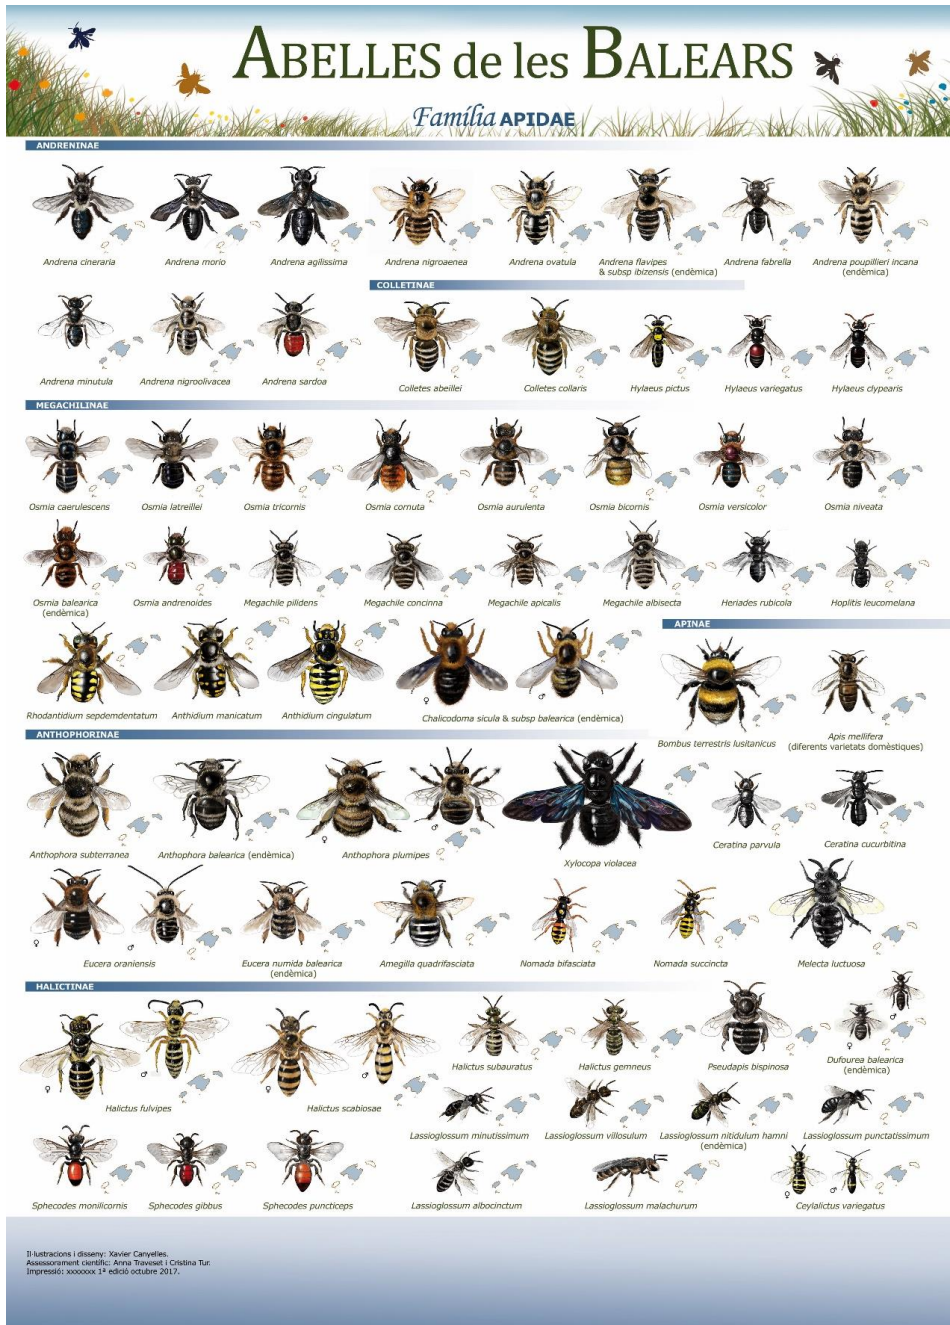 ABELLES de les BALEARS
Família APIDAE
ANDRENINAE
Andrena cineraria
Andrena morio
Andrena agilissima
Andrena nigroaenea
Andrena ovatula
Andrena flavipes
& subsp ibizensis (endèmica)
Andrena fabrella
Andrena poupillieri incana
(endèmica)
COLLETINAE
Andrena minutula
Andrena nigroolivacea
Andrena sardoa
Colletes abeillei
Colletes collaris
Hylaeus pictus
Hylaeus variegatus
Hylaeus clypearis
MEGACHILINAE
Osmia caerulescens
Osmia latreillei
Osmia tricornis
Osmia cornuta
Osmia aurulenta
Osmia bicornis
Osmia versicolor
Osmia niveata
Osmia balearica
(endèmica)
Osmia andrenoides
Megachile pilidens
Megachile concinna
Megachile apicalis
Megachile albisecta
Heriades rubicola
Hoplitis leucomelana
APINAE
Rhodantidium sepdemdentatum
Anthidium manicatum
Anthidium cingulatum
♀
♂
Chalicodoma sicula & subsp balearica (endèmica)
Bombus terrestris lusitanicus
Apis mellifera
(diferents varietats domèstiques)
ANTHOPHORINAE
Anthophora subterranea
Anthophora balearica (endèmica)
♀
♂
Anthophora plumipes
Xylocopa violacea
Ceratina parvula
Ceratina cucurbitina
♀
♂
Eucera oraniensis
Eucera numida balearica
(endèmica)
Amegilla quadrifasciata
Nomada bifasciata
Nomada succincta
Melecta luctuosa
HALICTINAE
♀
♂
Halictus fulvipes
♀
♂
Halictus scabiosae
Halictus subauratus
Halictus gemneus
Pseudapis bispinosa
♀
♂
Dufourea balearica
(endèmica)
Lassioglossum minutissimum
Lassioglossum villosulum
Lassioglossum nitidulum hamni
(endèmica)
Lassioglossum punctatissimum
Sphecodes monilicornis
Sphecodes gibbus
Sphecodes puncticeps
Lassioglossum albocinctum
Lassioglossum malachurum
♀
♂
Ceylalictus variegatus
Il·lustracions i disseny: Xavier Canyelles.
Assessorament científic: Anna Traveset i Cristina Tur.
Impressió: xxxxxxx 1ª edició octubre 2017.